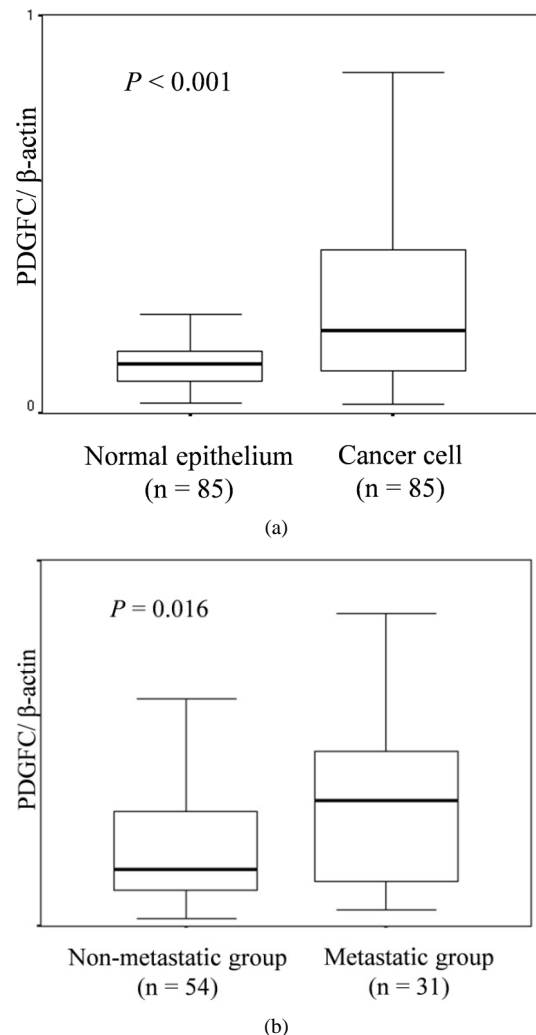 1
P < 0.001
PDGFC/ β-actin
0
Normal epithelium
(n = 85)
Cancer cell
(n = 85)
(a)
P = 0.016
PDGFC/ β-actin
Non-metastatic group
(n = 54)
Metastatic group
(n = 31)
(b)